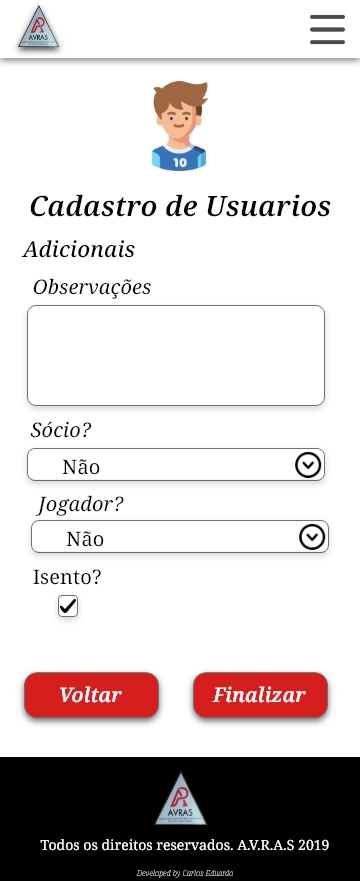 AVRAS
10
Cadastro de Usuarios
Adicionais
Observações
Sócio?
Não
Jogador?
Não
Isento?
Voltar
Finalizar
AVRAS
Todos os direitos reservados. A.V.R.A.S 2019
Developed by Carlos Eduardo